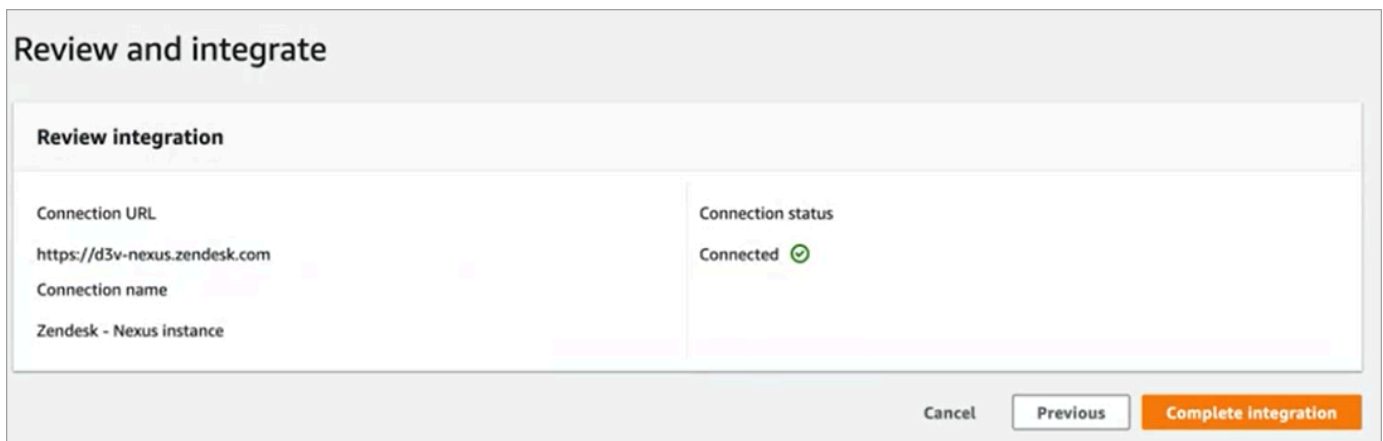 Review and integrate
Review integration
Connection URL
https://d3v-nexus.zendesk.com
Connection name
Zendesk - Nexus instance
Connection status
Connected
Cancel
Previous
Complete integration